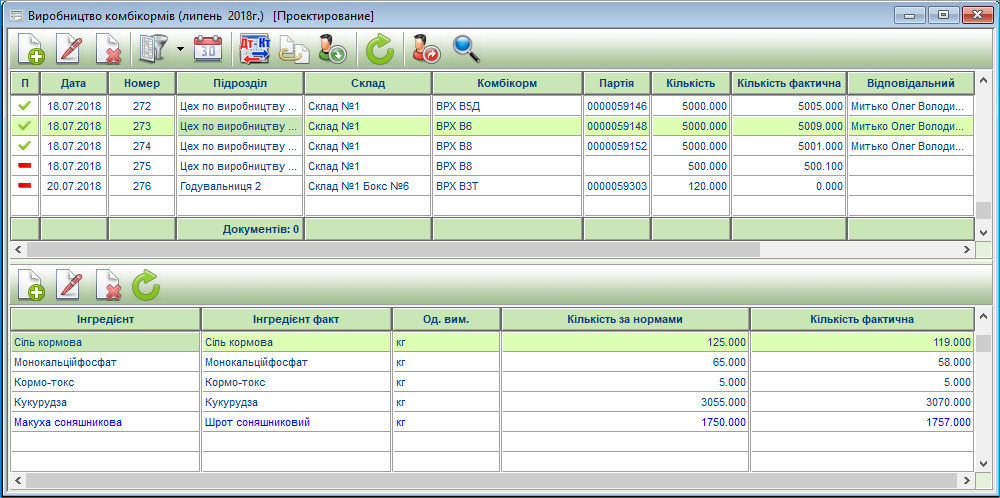 Виробництво комбікормів (липень 2018г.) [Проектирование]
30 Дт-Кт
П Дата Номер Підрозділ Склад Комбікорм Партія Кількість Кількість фактична Відповідальний
18.07.2018 272 Цех по виробництву ... Склад №1 ВРХ В5Д 0000059146 5000.000 5005.000 Митько Олег Володи...
18.07.2018 273 Цех по виробництву ... Склад №1 ВРХ В6 0000059148 5000.000 5009.000 Митько Олег Володи...
18.07.2018 274 Цех по виробництву ... Склад №1 ВРХ В8 0000059152 5000.000 5001.000 Митько Олег Володи...
18.07.2018 275 Цех по виробництву ... Склад №1 ВРХ В8 500.000 500.100
20.07.2018 276 Годувальниця 2 Склад №1 Бокс №6 ВРХ В3Т 0000059303 120.000 0.000
Документів: 0
Інгредієнт Інгредієнт факт Од. вим. Кількість за нормами Кількість фактична
Сіль кормова Сіль кормова кг 125.000 119.000
Монокальційфосфат Монокальційфосфат кг 65.000 58.000
Кормо-токс Кормо-токс кг 5.000 5.000
Кукурудза Кукурудза кг 3055.000 3070.000
Макуха соняшникова Шрот соняшниковий кг 1750.000 1757.000